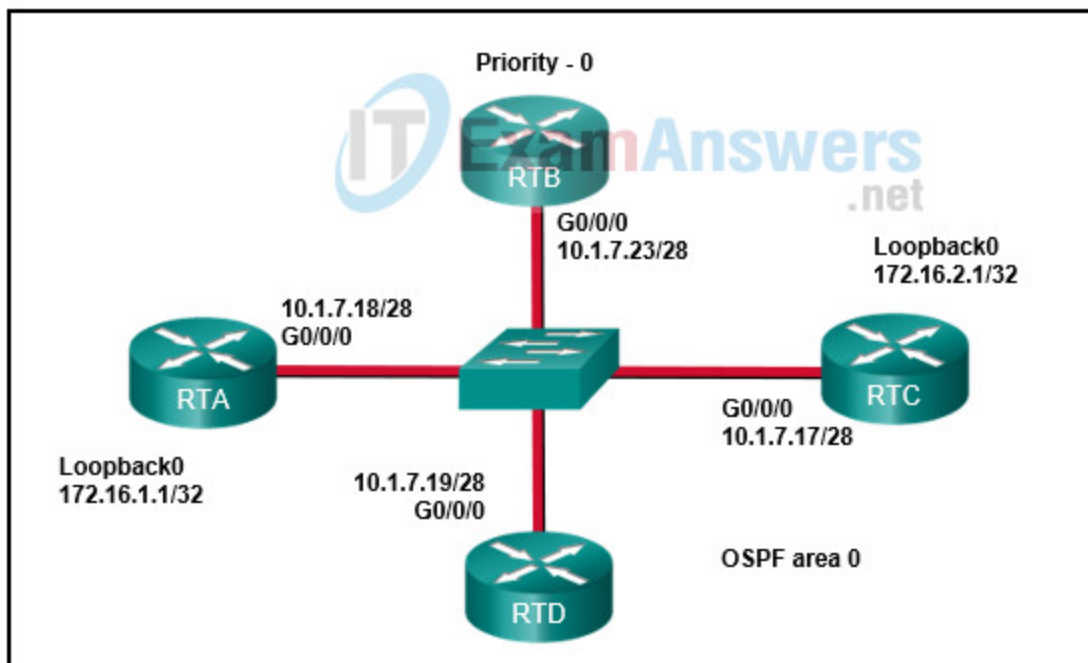 Priority - 0
IT ExamAnswers
.net
RTB
G0/0/0
10.1.7.23/28
Loopback0
172.16.2.1/32
10.1.7.18/28
G0/0/0
RTA
RTC
G0/0/0
10.1.7.17/28
Loopback0
172.16.1.1/32
10.1.7.19/28
G0/0/0
OSPF area 0
RTD